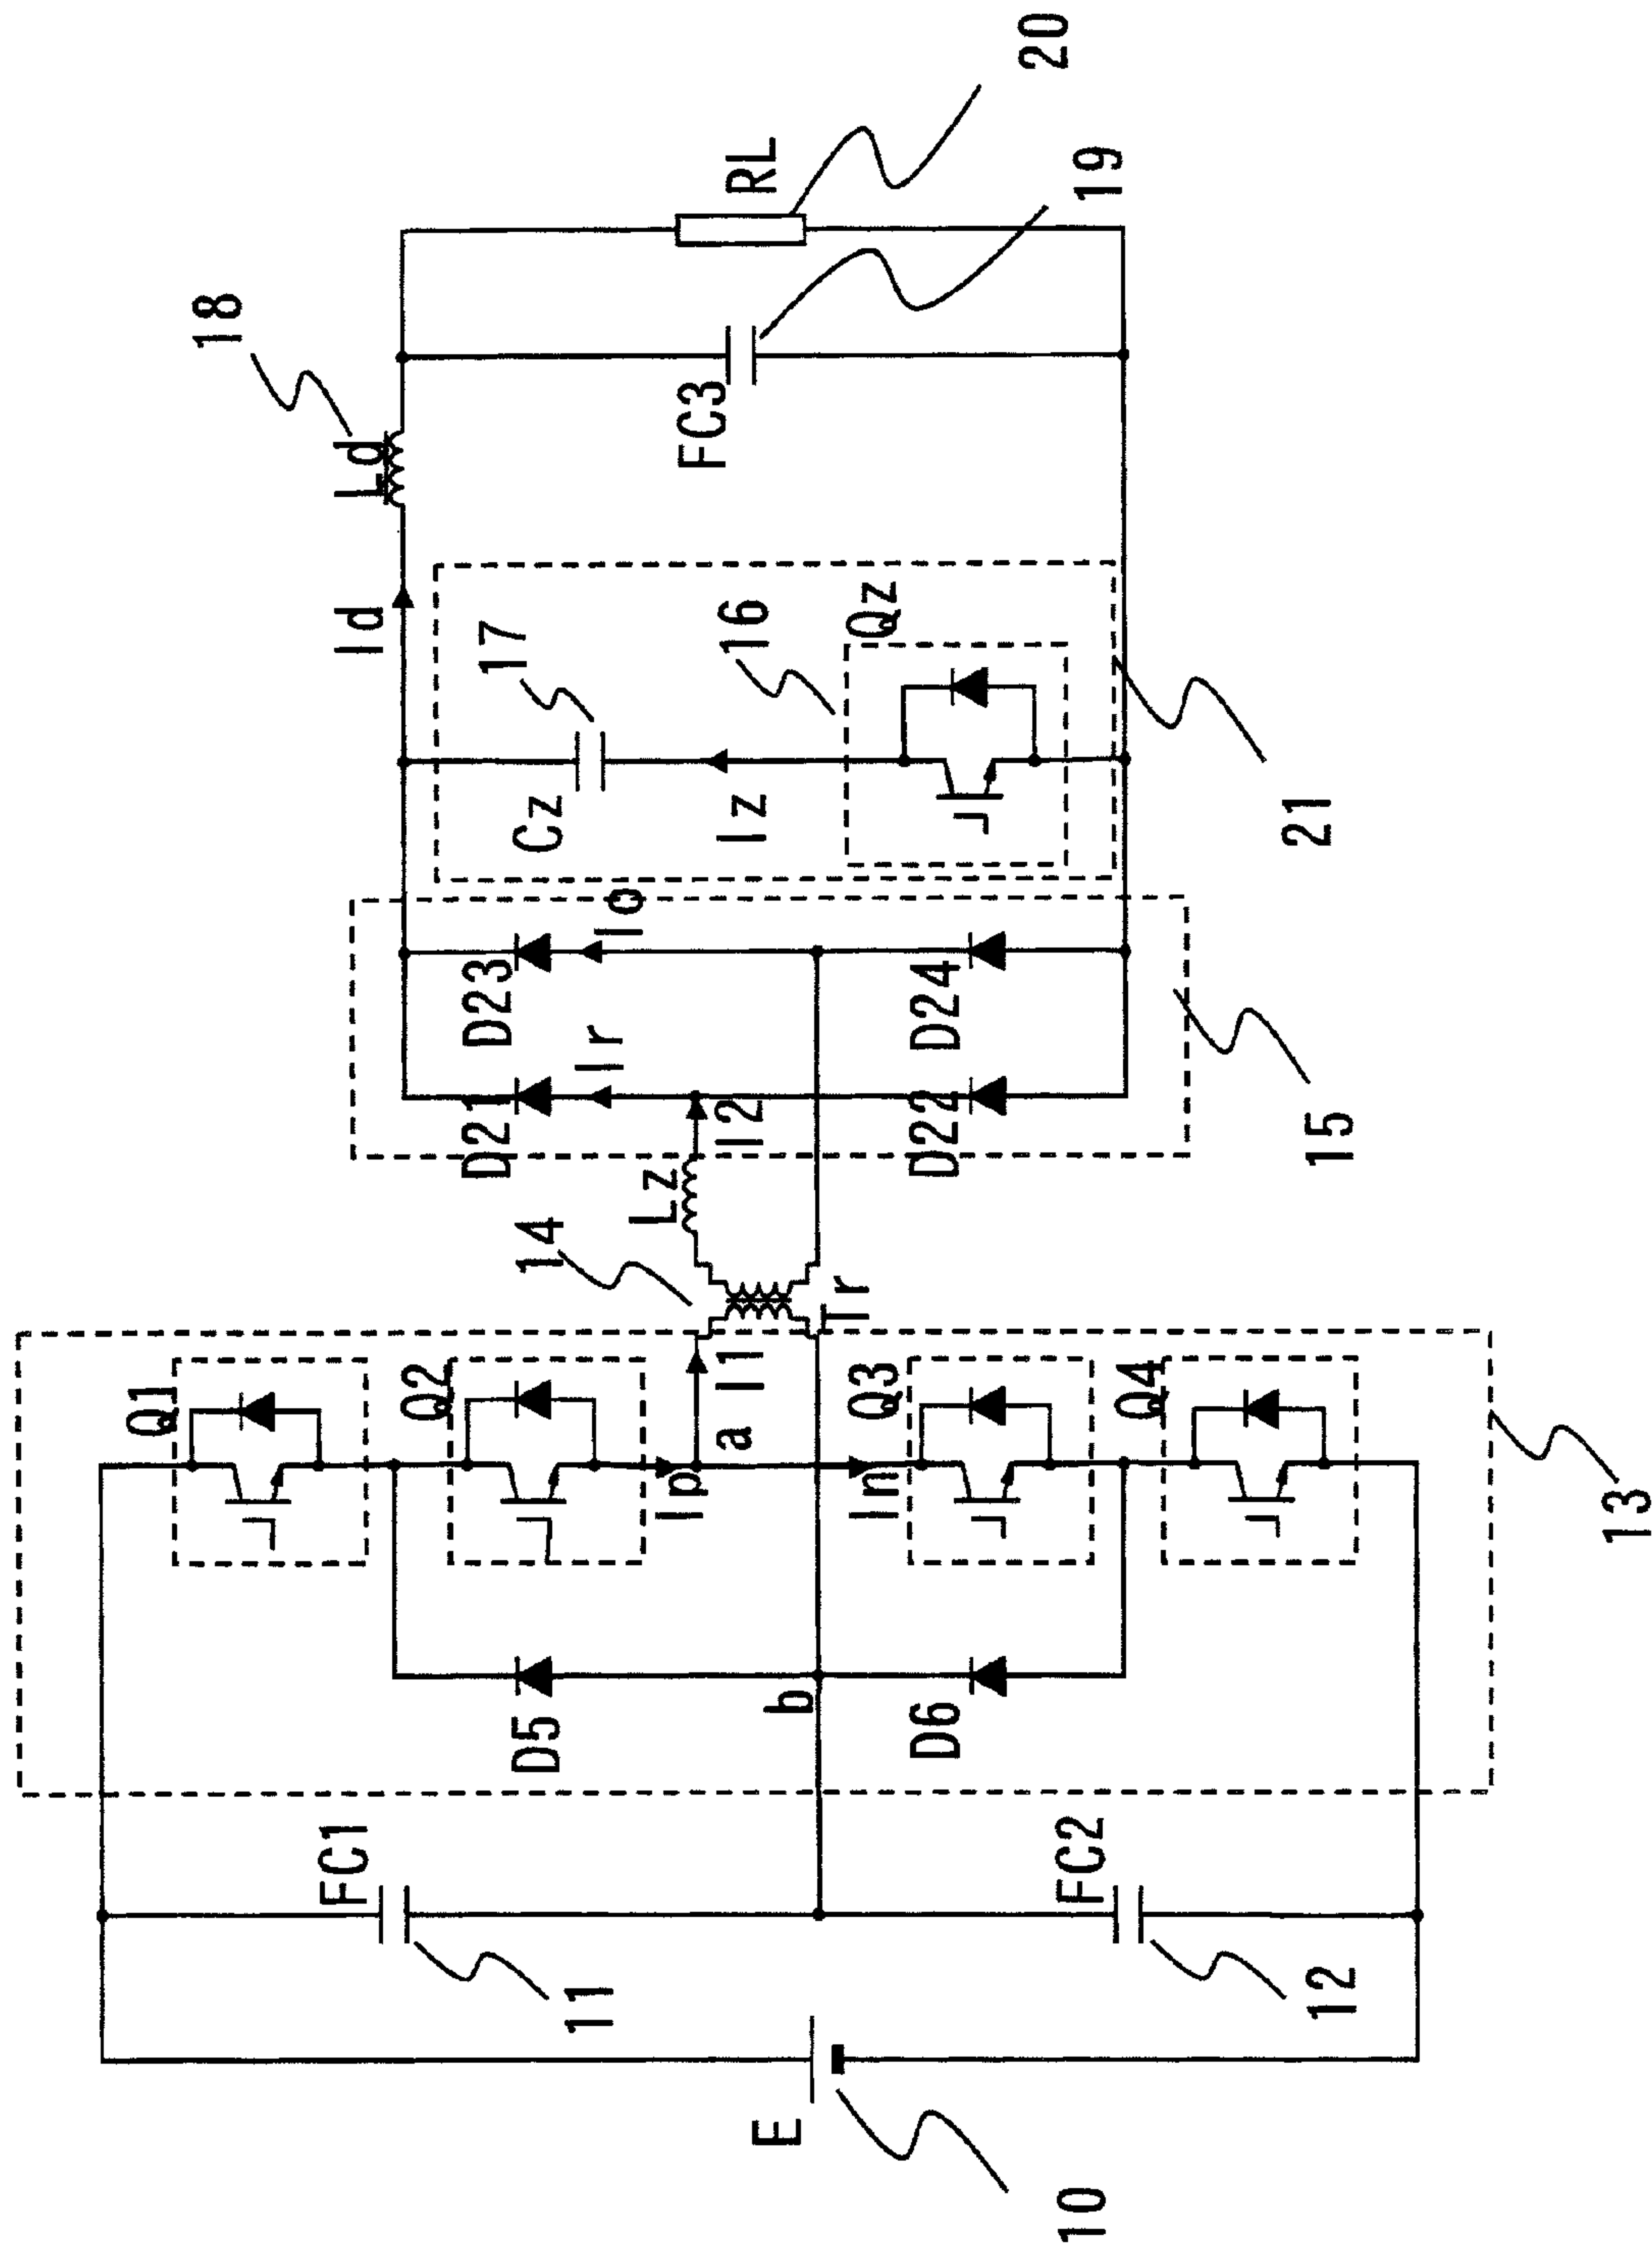 20
RL
19
18
Ld
FC3
Id
17
16
Qz
Cz
Iz
21
Io
D23
D24
Ir
D21
I2
D22
15
Lz
14
Tr
Q1
Q2
I1
Q3
Q4
a
Ip
In
13
b
D5
D6
FC1
FC2
11
12
E
10